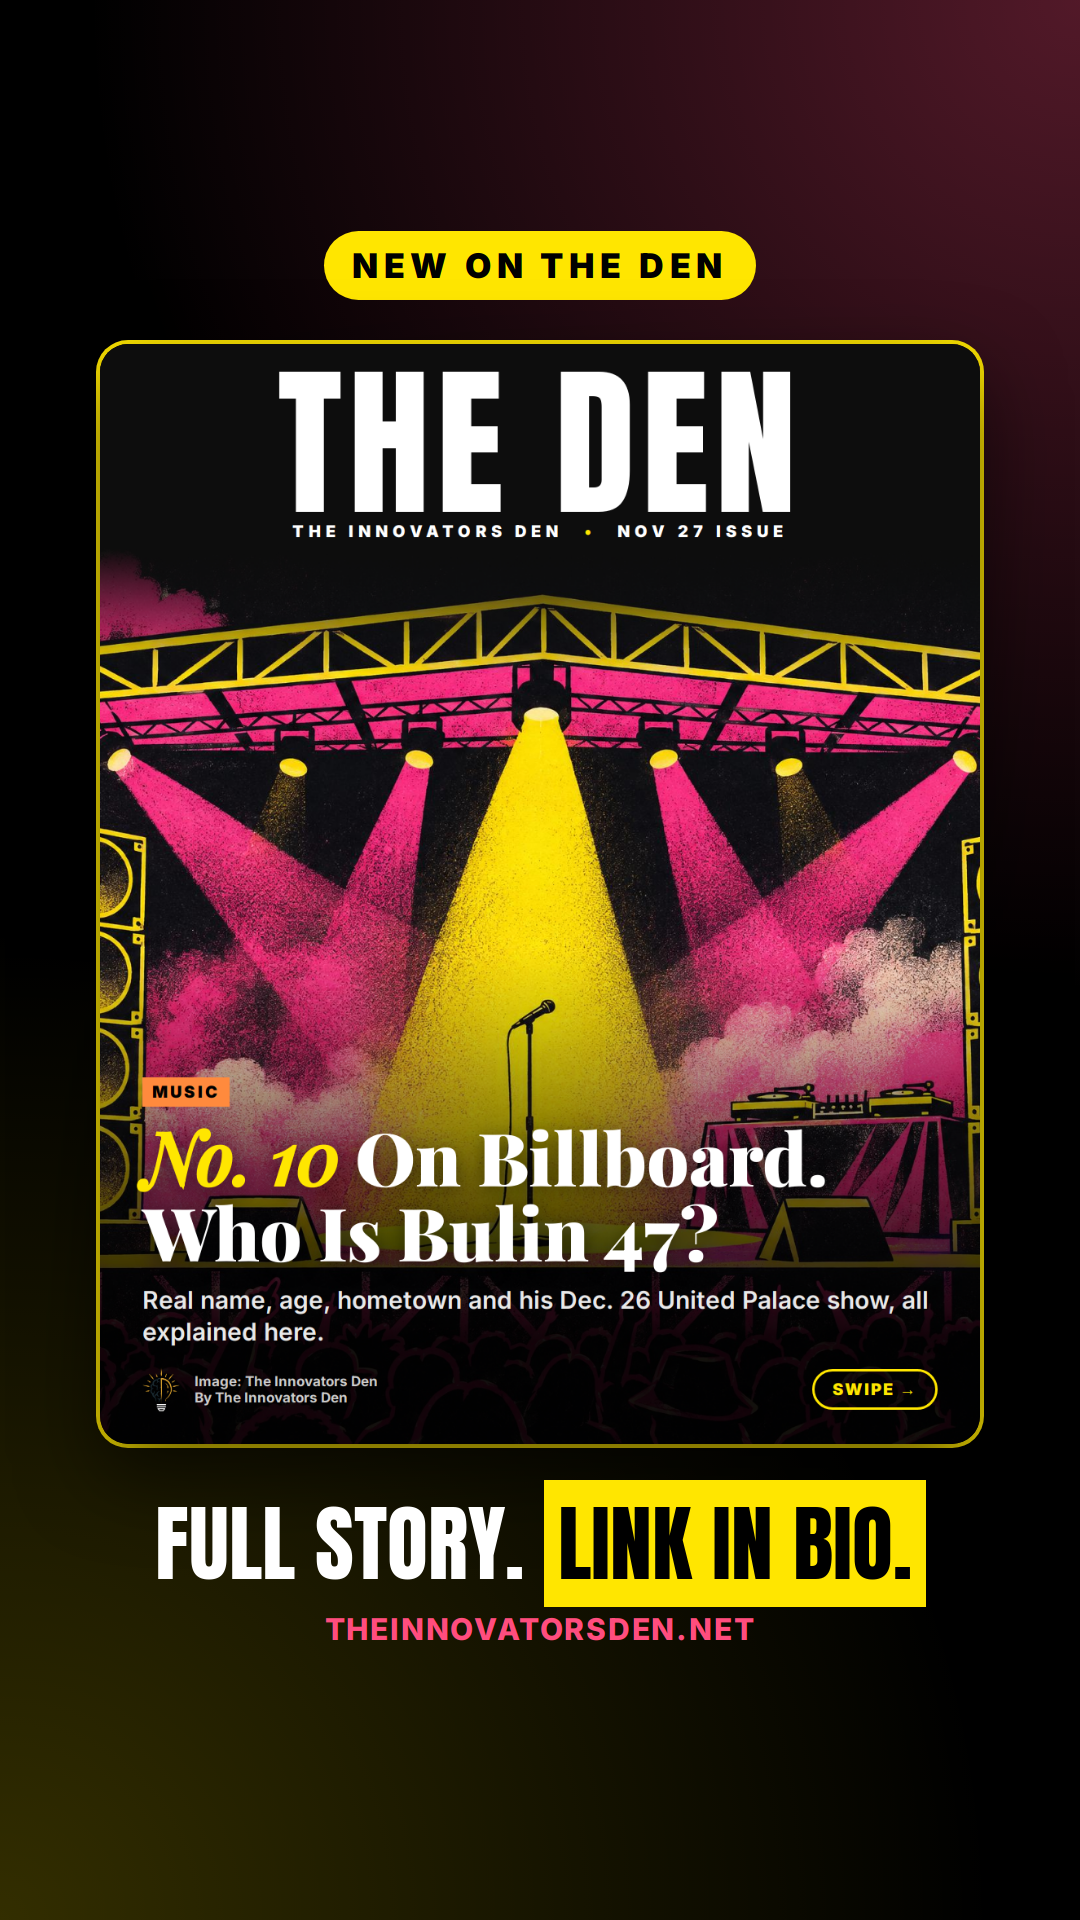 NEW ON THE DEN
THE DEN
THE INNOVATORS DEN • NOV 27 ISSUE
MUSIC
No. 10 On Billboard.
Who Is Bulin 47?
Real name, age, hometown and his Dec. 26 United Palace show, all
explained here.
Image: The Innovators Den
By The Innovators Den
SWIPE →
FULL STORY. LINK IN BIO.
THEINNOVATORSDEN.NET